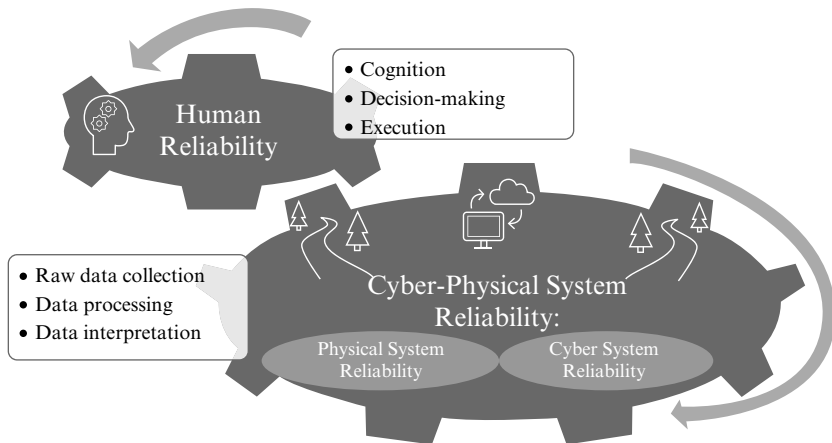 Human
Reliability
• Cognition
• Decision-making
• Execution
• Raw data collection
• Data processing
• Data interpretation
Cyber-Physical System
Reliability:
Physical System
Reliability
Cyber System
Reliability